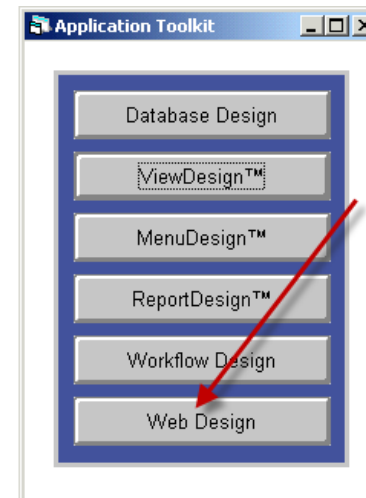 Application Toolkit
Database Design
ViewDesign™
MenuDesign™
ReportDesign™
Workflow Design
Web Design